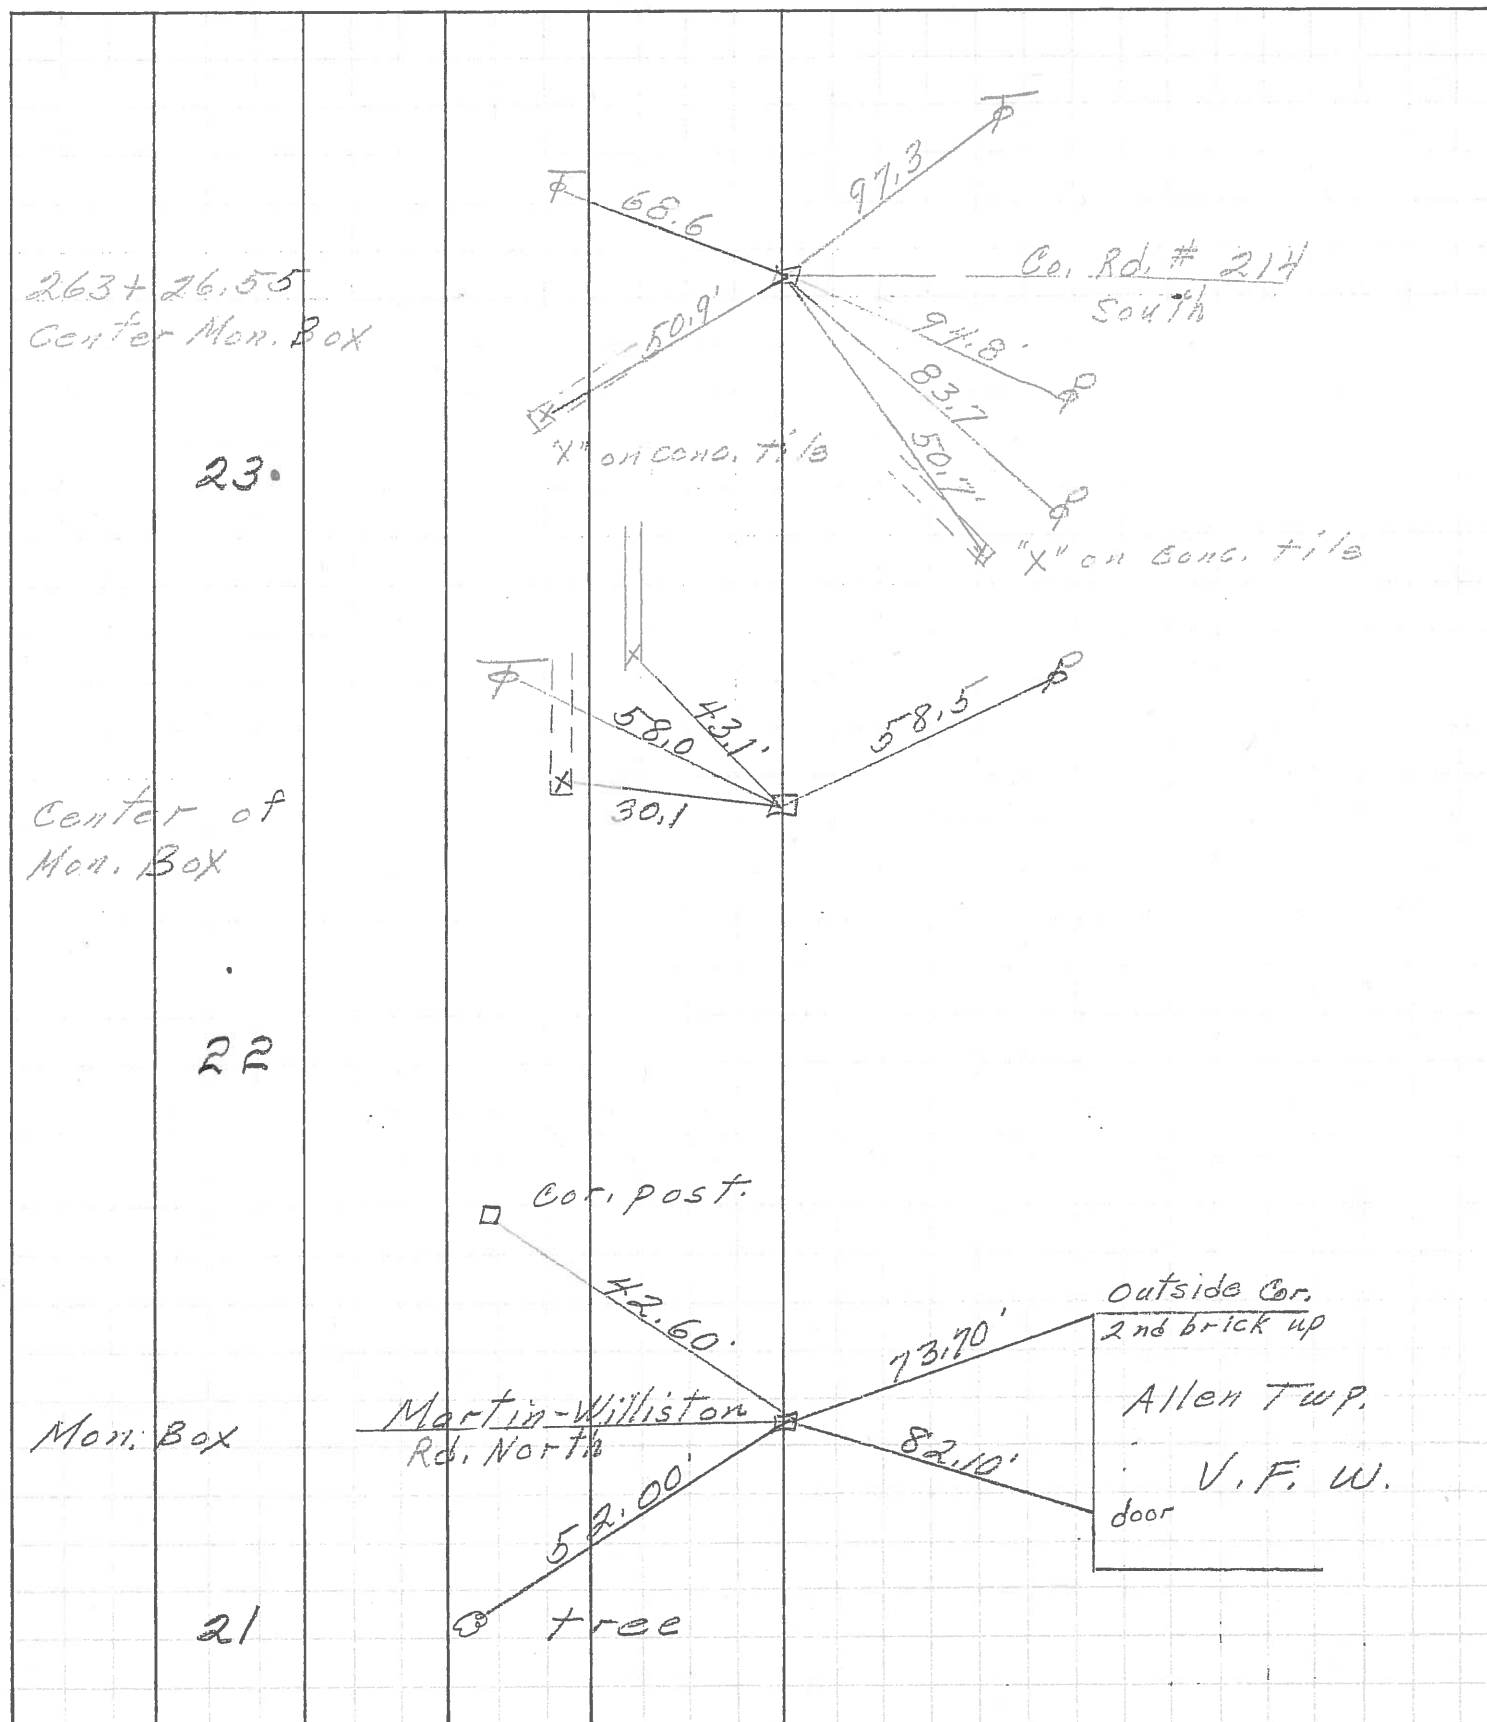 97.3
68.6
263+26.55
Center Mon. Box
Co. Rd. # 214
South
50.9'
94.8'
83.7
50.7'
"X" on conc. tile
23.
"X" on conc. tile
58.0
43.1'
58.5
30.1
Center of
Mon. Box
22
Cor. post.
42.60'
73.70'
Outside Cor.
2nd brick up
Allen Twp.
V. F. W.
door
Mon. Box
Martin-Williston
Rd. North
82.10'
52.00'
21
tree